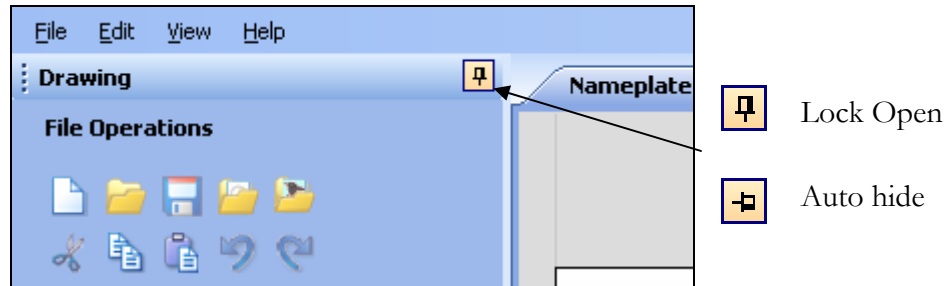 File Edit View Help
Drawing
Nameplate
File Operations
Lock Open
Auto hide